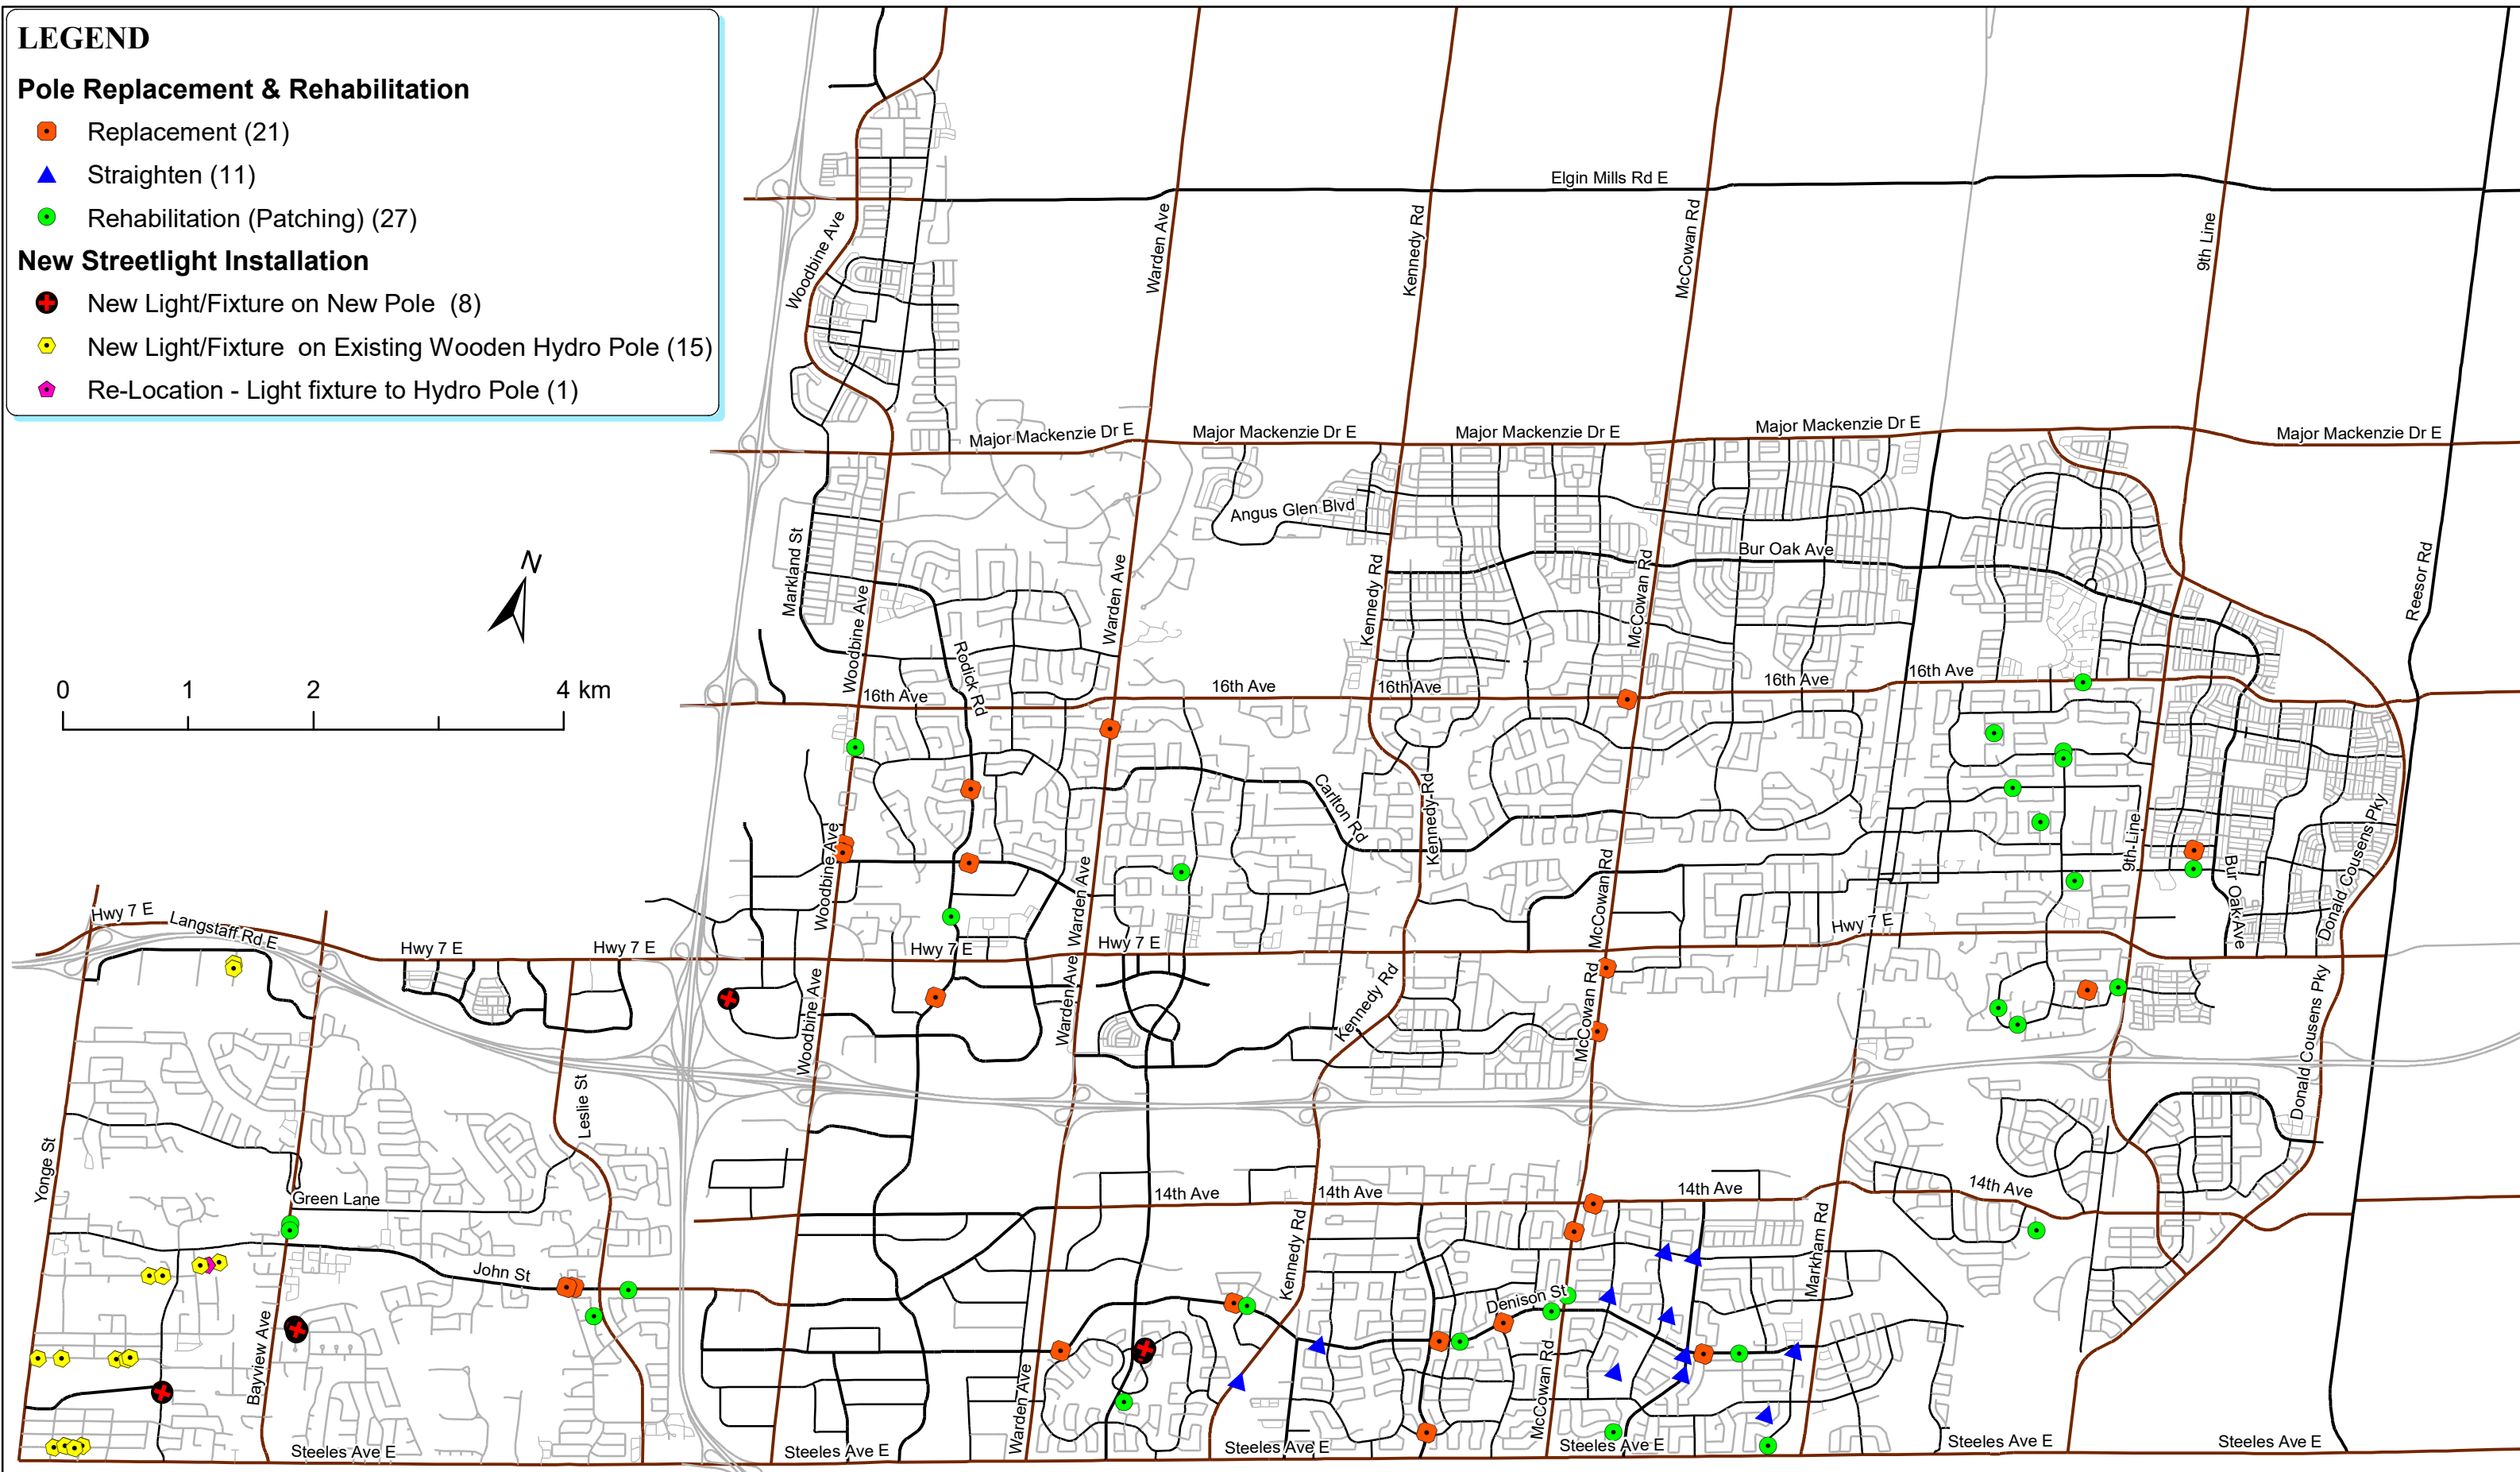 LEGEND
Pole Replacement & Rehabilitation
Replacement (21)
Straighten (11)
Rehabilitation (Patching) (27)
New Streetlight Installation
New Light/Fixture on New Pole (8)
New Light/Fixture on Existing Wooden Hydro Pole (15)
Re-Location - Light fixture to Hydro Pole (1)
Elgin Mills Rd E
Woodbine Ave
Warden Ave
Kennedy Rd
McCowan Rd
9th Line
Major Mackenzie Dr E
Major Mackenzie Dr E
Major Mackenzie Dr E
Major Mackenzie Dr E
Major Mackenzie Dr E
Angus Glen Blvd
Bur Oak Ave
N
Markland St
Woodbine Ave
Rodick Rd
Warden Ave
Kennedy Rd
McCowan Rd
Reesor Rd
0 1 2 4 km
16th Ave
16th Ave
16th Ave
16th Ave
16th Ave
Carlton Rd
Kennedy Rd
Woodbine Ave
Warden Ave
McCowan Rd
9th Line
Bur Oak Ave
Donald Cousens Pky
Hwy 7 E
Langstaff Rd E
Hwy 7 E
Hwy 7 E
Hwy 7 E
Hwy 7 E
Hwy 7 E
Woodbine Ave
Warden Ave
Kennedy Rd
McCowan Rd
Donald Cousens Pky
Leslie St
Yonge St
Green Lane
14th Ave
14th Ave
14th Ave
14th Ave
John St
Kennedy Rd
Denison St
Markham Rd
Bayview Ave
Warden Ave
McCowan Rd
Steeles Ave E
Steeles Ave E
Steeles Ave E
Steeles Ave E
Steeles Ave E
Steeles Ave E